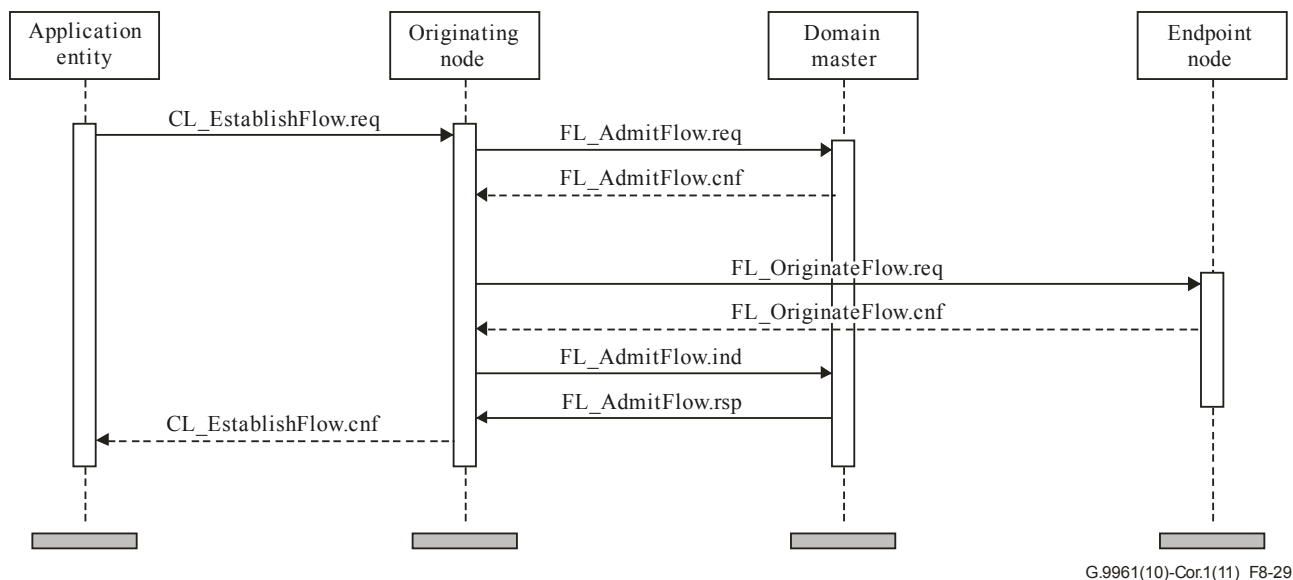 Application
entity
Originating
node
Domain
master
Endpoint
node
CL_EstablishFlow.req
FL_AdmitFlow.req
FL_AdmitFlow.cnf
FL_OriginateFlow.req
FL_OriginateFlow.cnf
FL_AdmitFlow.ind
FL_AdmitFlow.rsp
CL_EstablishFlow.cnf
G.9961(10)-Cor.1(11)_F8-29